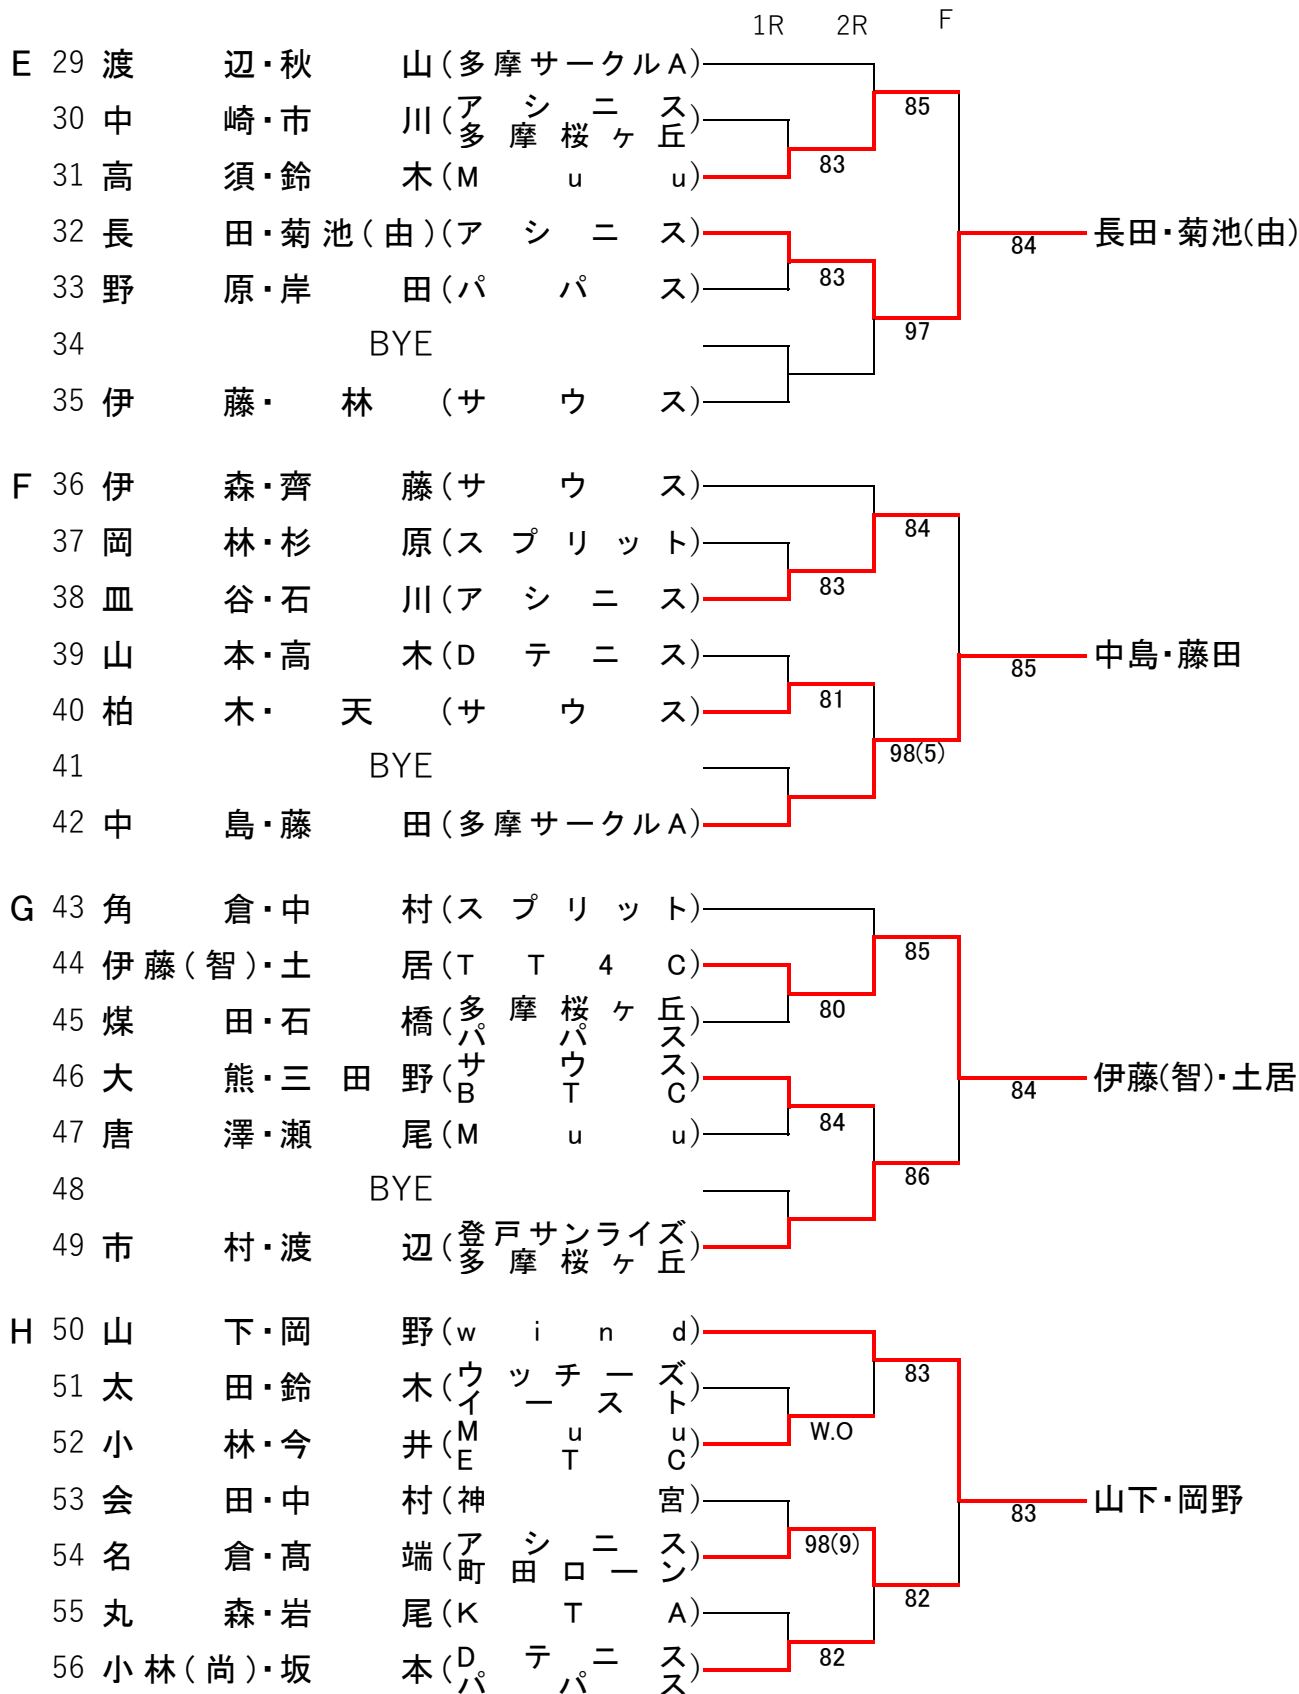 1R 2R F
E 29 渡辺・秋山(多摩サークルA)
85
30 中崎・市川(アシニス
多摩桜ヶ丘)
83
31 高須・鈴木(Muu)
32 長田・菊池(由)(アシニス)
84 長田・菊池(由)
83
33 野原・岸田(パパス)
97
34 BYE
35 伊藤・林(サウス)
F 36 伊森・齊藤(サウス)
84
37 岡林・杉原(スプリット)
83
38 皿谷・石川(アシニス)
39 山本・高木(Dテニス)
85 中島・藤田
81
40 柏木・天(サウス)
98(5)
41 BYE
42 中島・藤田(多摩サークルA)
G 43 角倉・中村(スプリット)
85
44 伊藤(智)・土居(TT4C)
80
45 煤田・石橋(多摩桜ヶ丘
パパス)
46 大熊・三田野(サウス
BTC)
84 伊藤(智)・土居
84
47 唐澤・瀬尾(Muu)
86
48 BYE
49 市村・渡辺(登戸サンライズ
多摩桜ヶ丘)
H 50 山下・岡野(wind)
83
51 太田・鈴木(ウッチーズ
イースト)
W.O
52 小林・今井(Muu
ETC)
53 会田・中村(神宮)
83 山下・岡野
98(9)
54 名倉・髙端(アシニス
町田ローン)
82
55 丸森・岩尾(KTA)
82
56 小林(尚)・坂本(Dテニス
パパス)